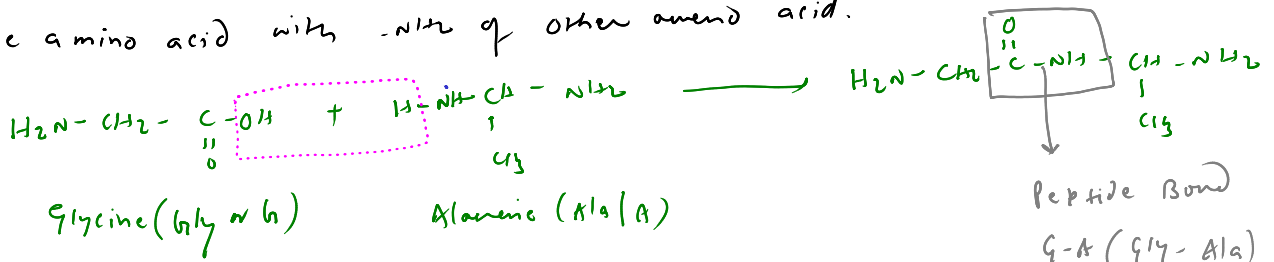 e amino acid with -NH2 of other amino acid.
H2N - CH2 - C - OH + H - NH - CH - NH2 → H2N - CH2 - C - NH - CH - NH2
O CH3 O CH3
Glycine (Gly or G) Alanine (Ala/A)
Peptide Bond
G-A (Gly-Ala)